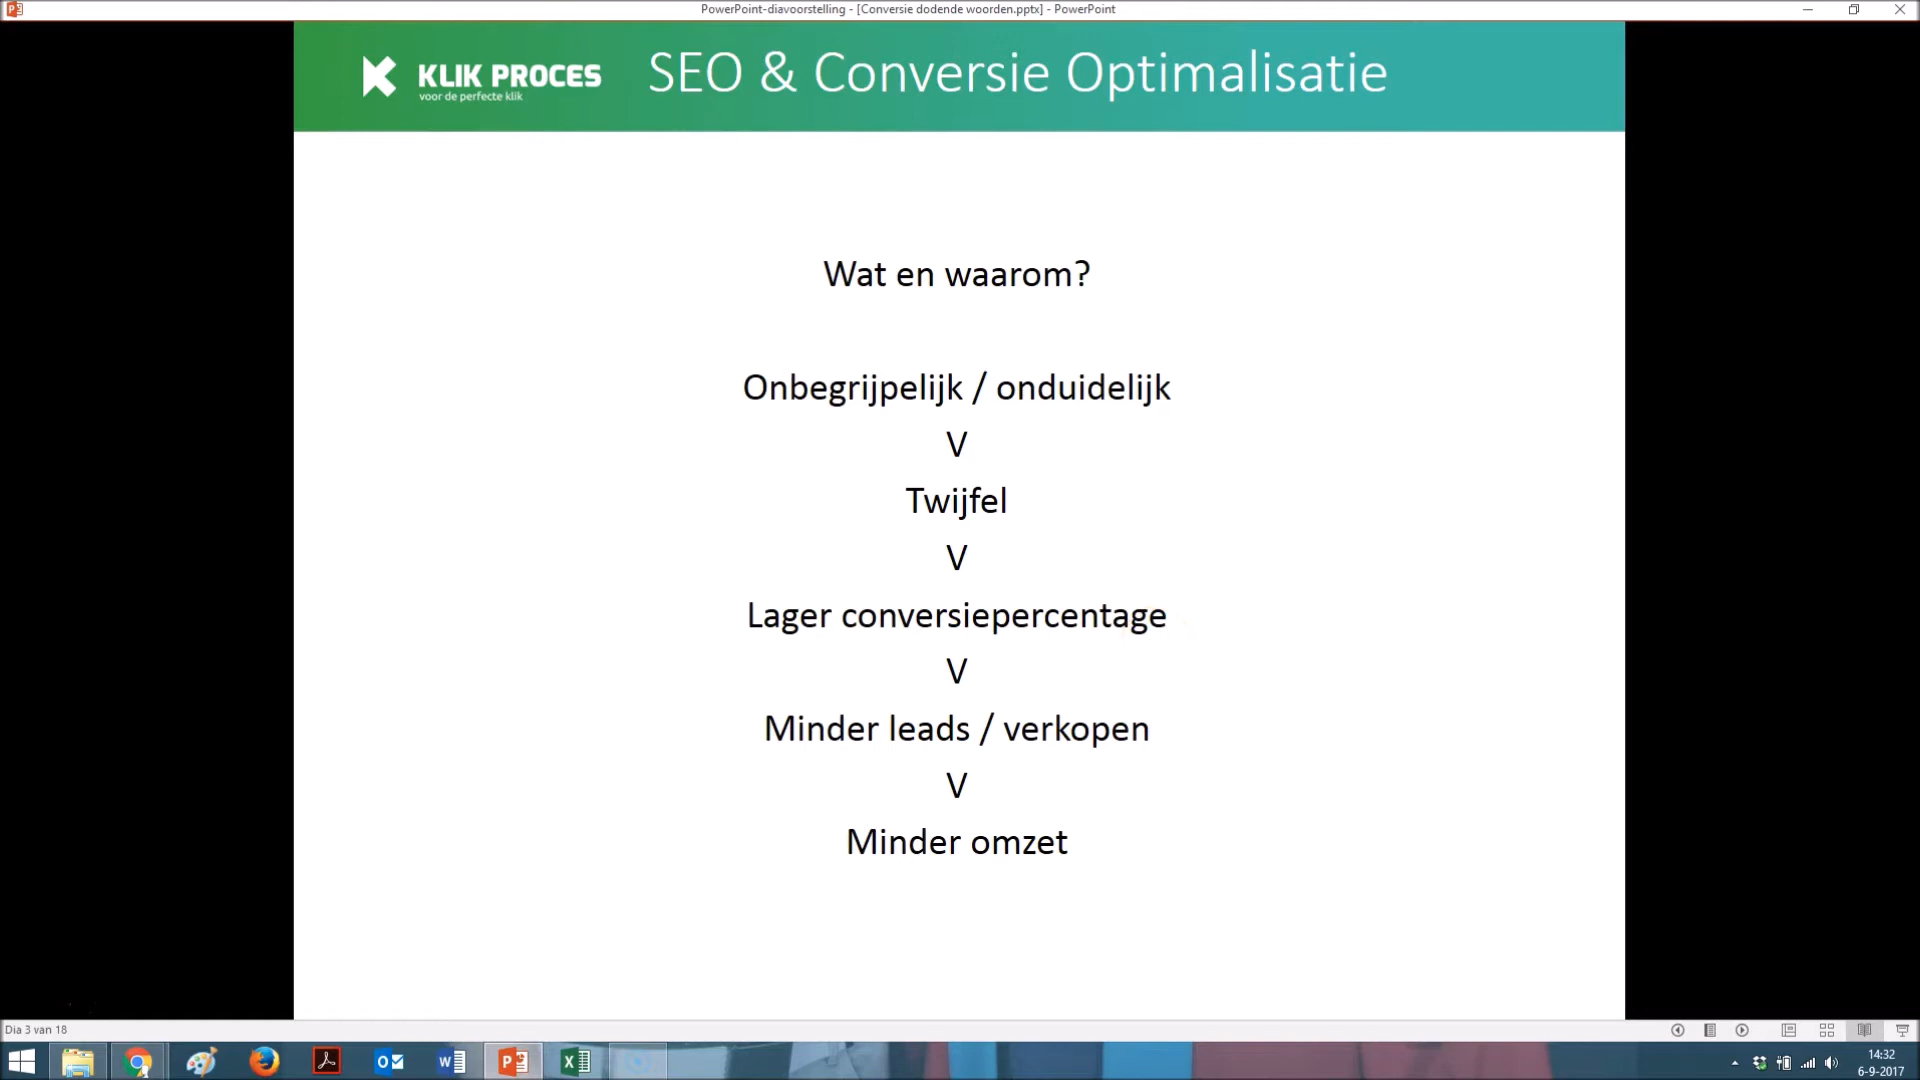 PowerPoint-diavoorstelling - [Conversie dodende woorden.pptx] - PowerPoint
KLIK PROCES
voor de perfecte klik
SEO & Conversie Optimalisatie
Wat en waarom?
Onbegrijpelijk / onduidelijk
V
Twijfel
V
Lager conversiepercentage
V
Minder leads / verkopen
V
Minder omzet
Dia 3 van 18
14:32
6-9-2017